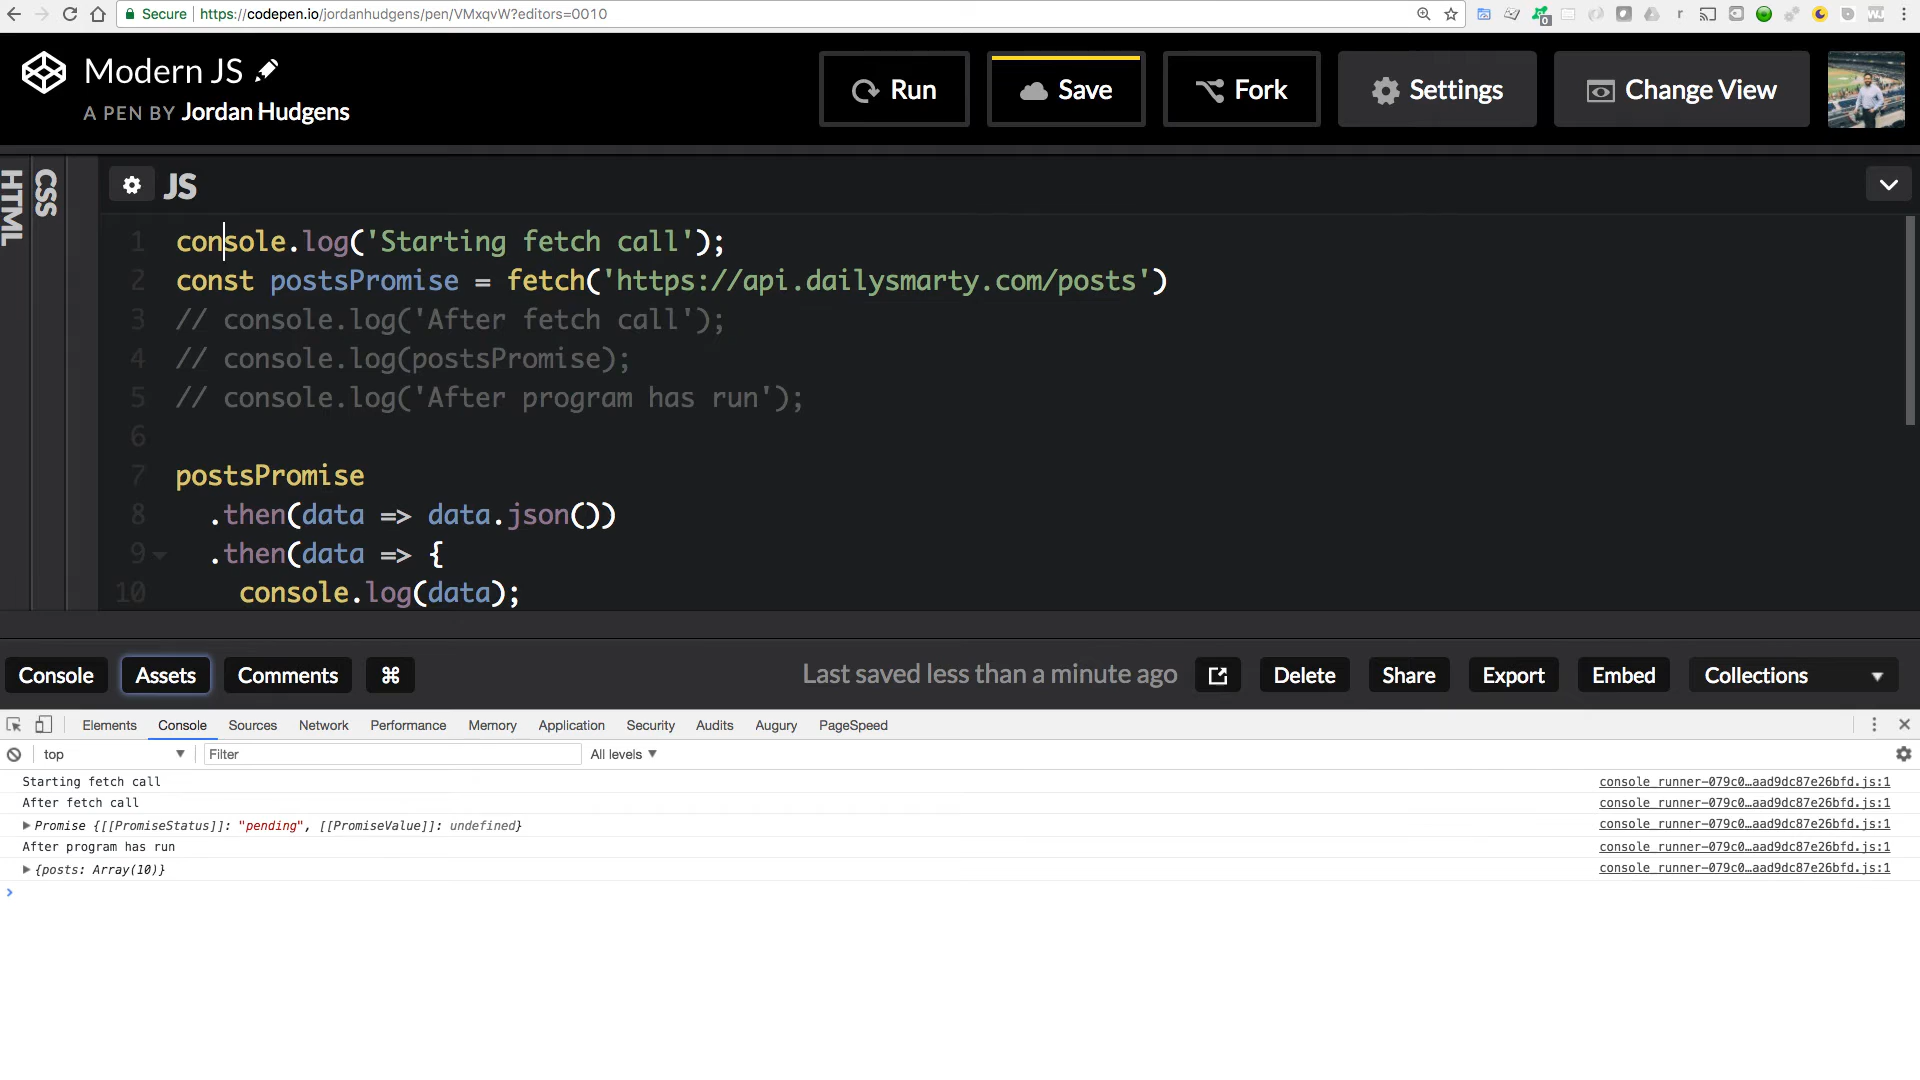 Secure | https://codepen.io/jordanhudgens/pen/VMxqvW?editors=0010
0
r
Modern JS
A PEN BY Jordan Hudgens
Run
Save
Fork
Settings
Change View
HTML
CSS
JS
1 console.log('Starting fetch call');
2 const postsPromise = fetch('https://api.dailysmarty.com/posts')
3 // console.log('After fetch call');
4 // console.log(postsPromise);
5 // console.log('After program has run');
6
7 postsPromise
8 .then(data => data.json())
9 .then(data => {
10 console.log(data);
Console Assets Comments ⌘ Last saved less than a minute ago Delete Share Export Embed Collections
Elements Console Sources Network Performance Memory Application Security Audits Augury PageSpeed
top Filter All levels
Starting fetch call console_runner-079c0…aad9dc87e26bfd.js:1
After fetch call console_runner-079c0…aad9dc87e26bfd.js:1
Promise {[[PromiseStatus]]: "pending", [[PromiseValue]]: undefined} console_runner-079c0…aad9dc87e26bfd.js:1
After program has run console_runner-079c0…aad9dc87e26bfd.js:1
{posts: Array(10)} console_runner-079c0…aad9dc87e26bfd.js:1